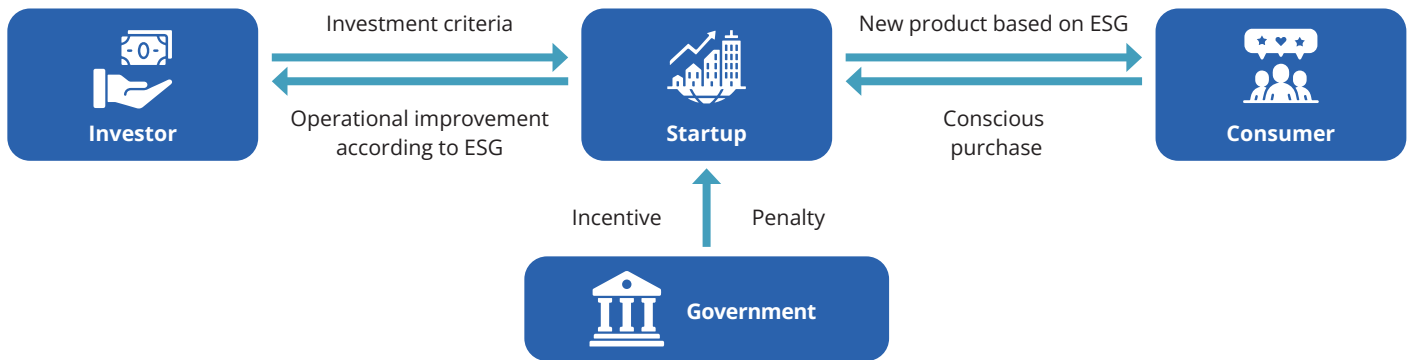 Investment criteria
New product based on ESG
Investor
Operational improvement
according to ESG
Startup
Conscious
purchase
Consumer
Incentive
Penalty
Government